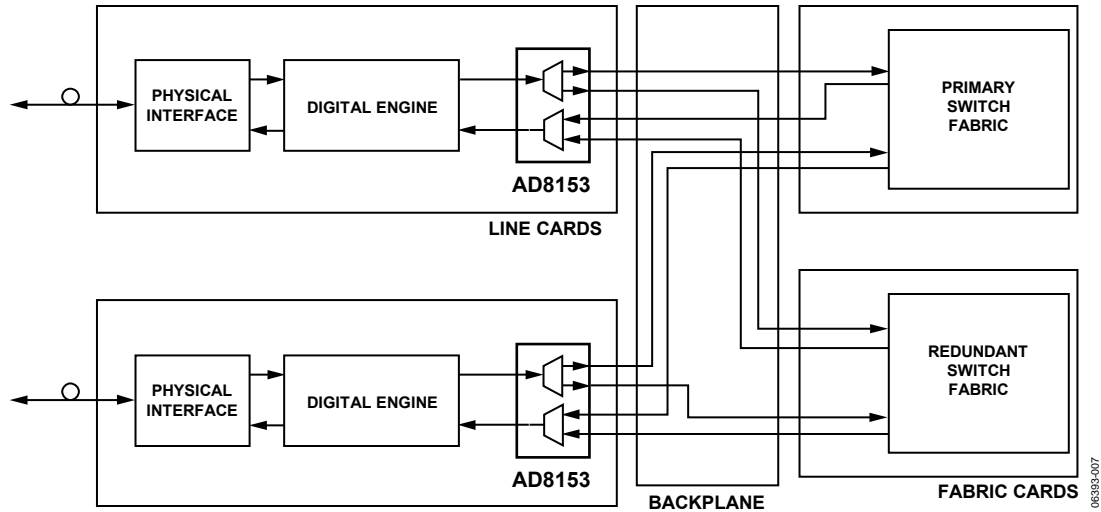 PHYSICAL
INTERFACE
DIGITAL ENGINE
AD8153
LINE CARDS
PRIMARY
SWITCH
FABRIC
PHYSICAL
INTERFACE
DIGITAL ENGINE
AD8153
BACKPLANE
REDUNDANT
SWITCH
FABRIC
FABRIC CARDS
06393-007